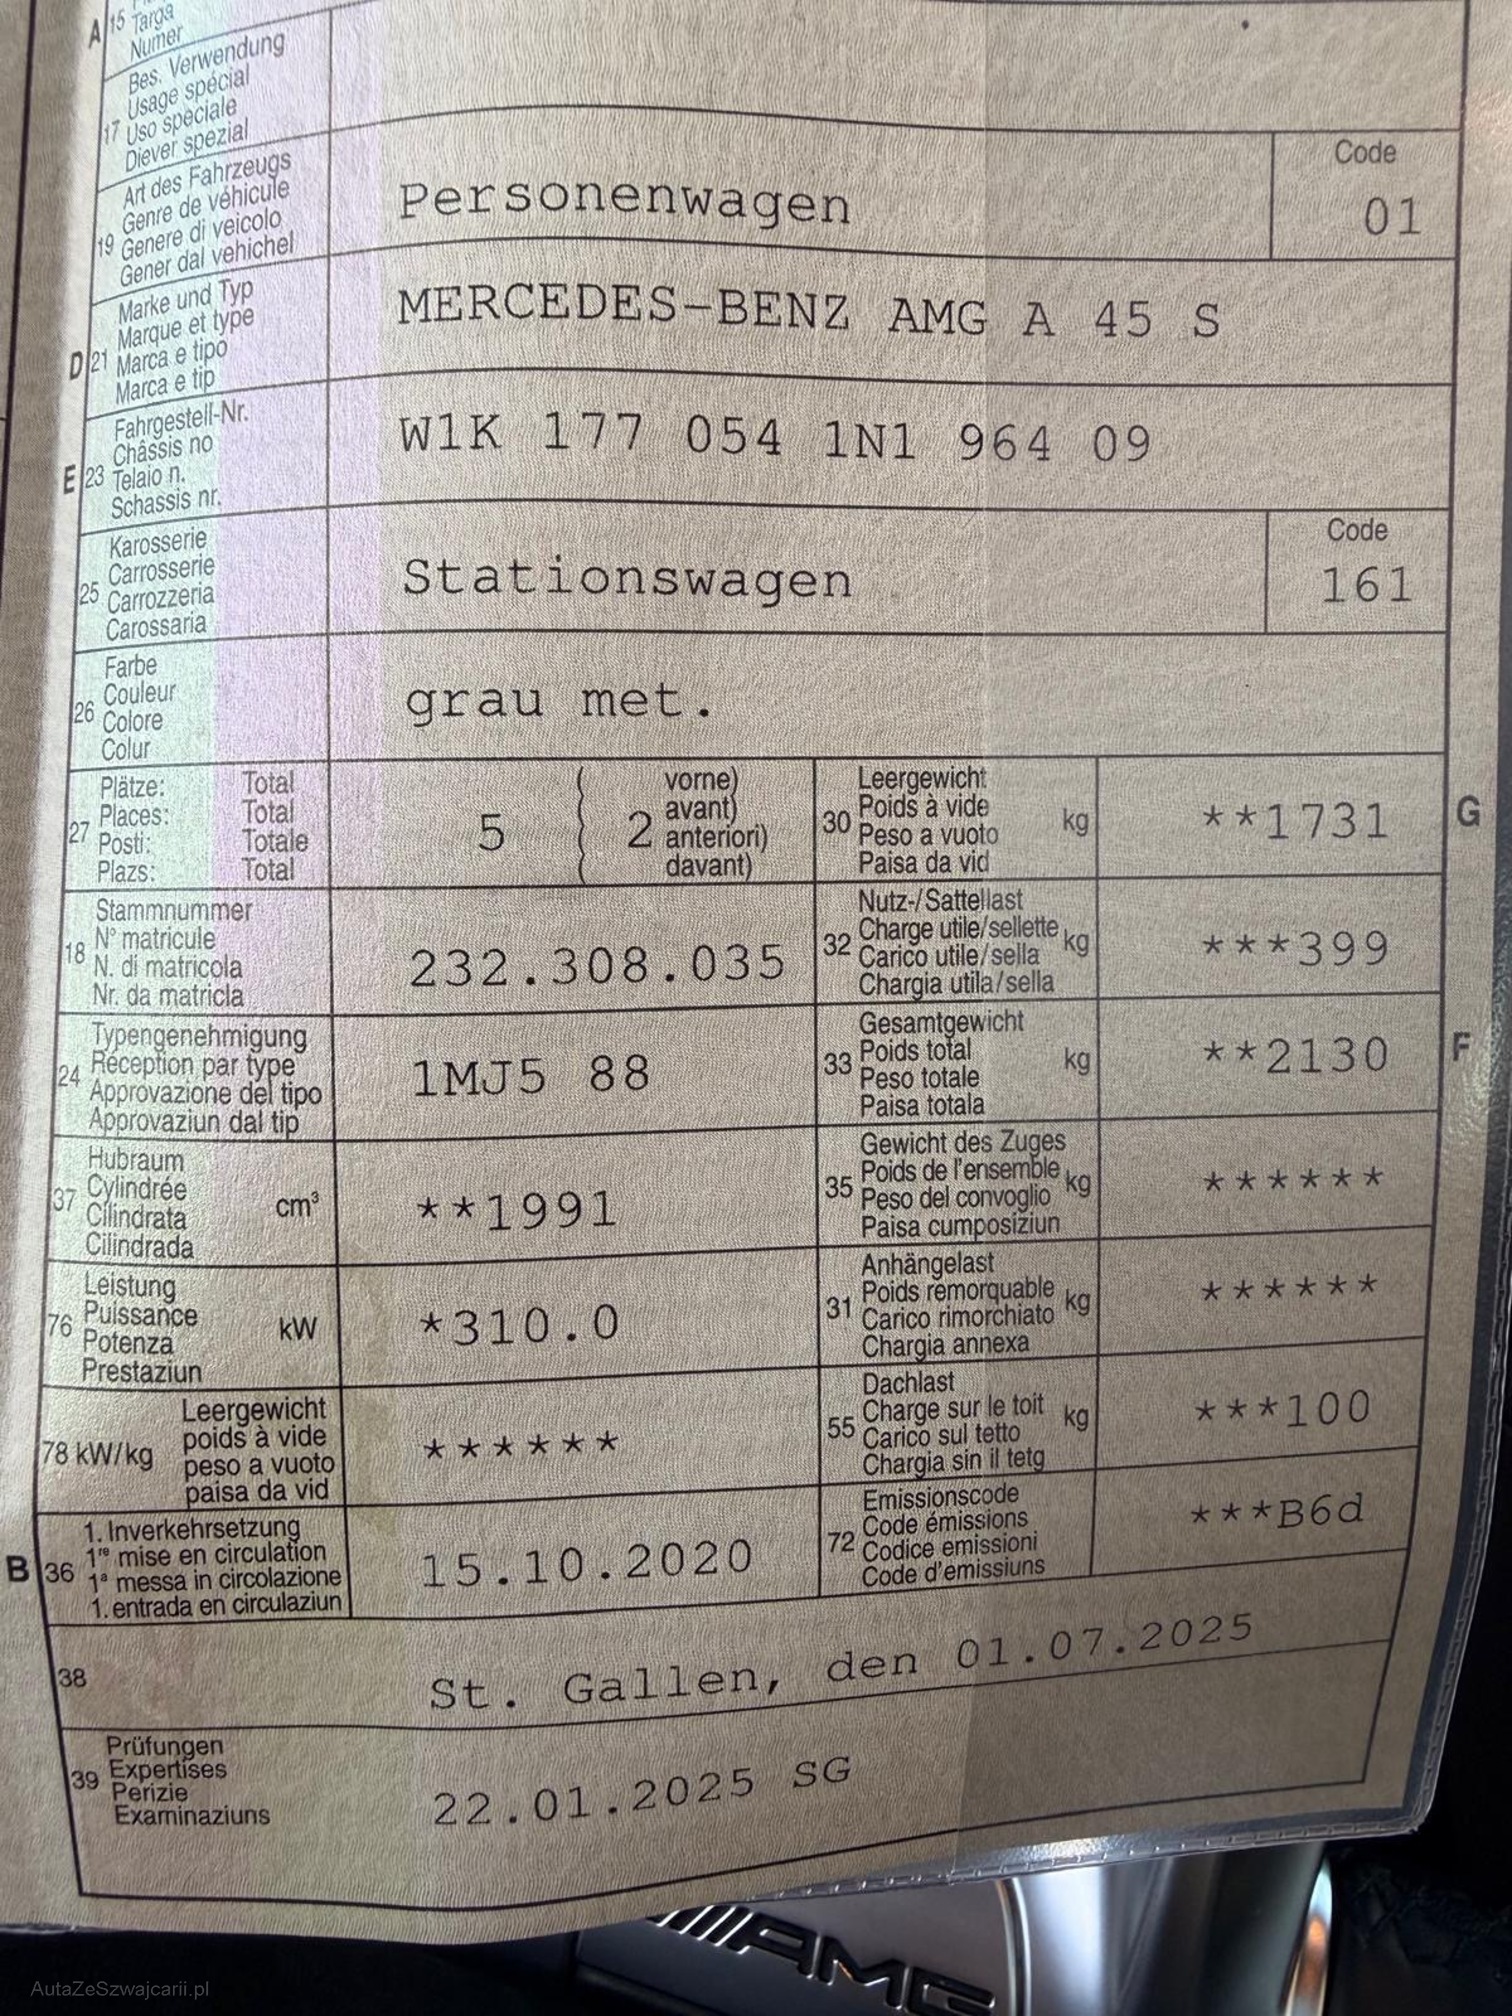 A 15 Targa
Numer
Bes. Verwendung
Usage spécial
17 Uso speciale
Diever spezial
Art des Fahrzeugs
Genre de véhicule
19 Genere di veicolo
Gener dal vehichel
Personenwagen
Code
01
Marke und Typ
Marque et type
D 21 Marca e tipo
Marca e tip
MERCEDES-BENZ AMG A 45 S
Fahrgestell-Nr.
Châssis no
E 23 Telaio n.
Schassis nr.
W1K 177 054 1N1 964 09
Karosserie
25 Carrosserie
Carrozzeria
Carossaria
Stationswagen
Code
161
Farbe
26 Couleur
Colore
Colur
grau met.
Plätze: Total
27 Places: Total
Posti: Totale
Plazs: Total
5 2
vorne)
avant)
anteriori)
davant)
Leergewicht
30 Poids à vide kg
Peso a vuoto
Paisa da vid
**1731
G
Stammnummer
18 N° matricule
N. di matricola
Nr. da matricla
232.308.035
Nutz-/Sattellast
32 Charge utile/sellette kg
Carico utile/sella
Chargia utila/sella
***399
Typengenehmigung
24 Réception par type
Approvazione del tipo
Approvaziun dal tip
1MJ5 88
Gesamtgewicht
33 Poids total kg
Peso totale
Paisa totala
**2130
F
Hubraum
37 Cylindrée cm³
Cilindrata
Cilindrada
**1991
Gewicht des Zuges
35 Poids de l'ensemble kg
Peso del convoglio
Paisa cumposiziun
******
Leistung
76 Puissance kW
Potenza
Prestaziun
*310.0
Anhängelast
31 Poids remorquable kg
Carico rimorchiato
Chargia annexa
******
78 kW/kg
Leergewicht
poids à vide
peso a vuoto
paisa da vid
******
Dachlast
55 Charge sur le toit kg
Carico sul tetto
Chargia sin il tetg
***100
1. Inverkehrsetzung
B 36 1re mise en circulation
1a messa in circolazione
1. entrada en circulaziun
15.10.2020
Emissionscode
72 Code émissions
Codice emissioni
Code d'emissiuns
***B6d
38
St. Gallen, den 01.07.2025
Prüfungen
39 Expertises
Perizie
Examinaziuns
22.01.2025 SG
AMG
AutaZeSzwajcarii.pl